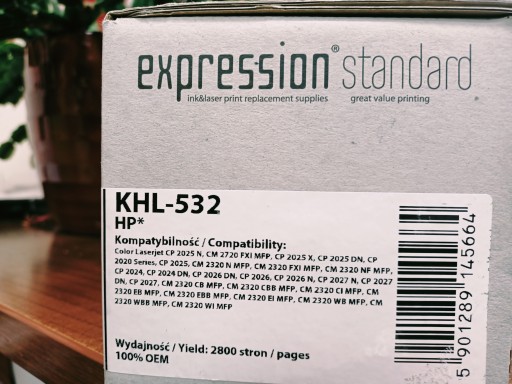 expression® standard
ink&laser print replacement supplies great value printing
KHL-532
HP*
Kompatybilność / Compatibility:
Color Laserjet CP 2025 N, CM 2720 FXI MFP, CP 2025 X, CP 2025 DN, CP
2020 Series, CP 2025, CM 2320 N MFP, CM 2320 FXI MFP, CM 2320 NF MFP,
CP 2024, CP 2024 DN, CP 2026 DN, CP 2026, CP 2026 N, CP 2027 N, CP 2027
DN, CP 2027, CM 2320 CB MFP, CM 2320 CBB MFP, CM 2320 CI MFP, CM
2320 EB MFP, CM 2320 EBB MFP, CM 2320 EI MFP, CM 2320 WB MFP, CM
2320 WBB MFP, CM 2320 WI MFP
Wydajność / Yield: 2800 stron / pages
100% OEM
5 901289 145664